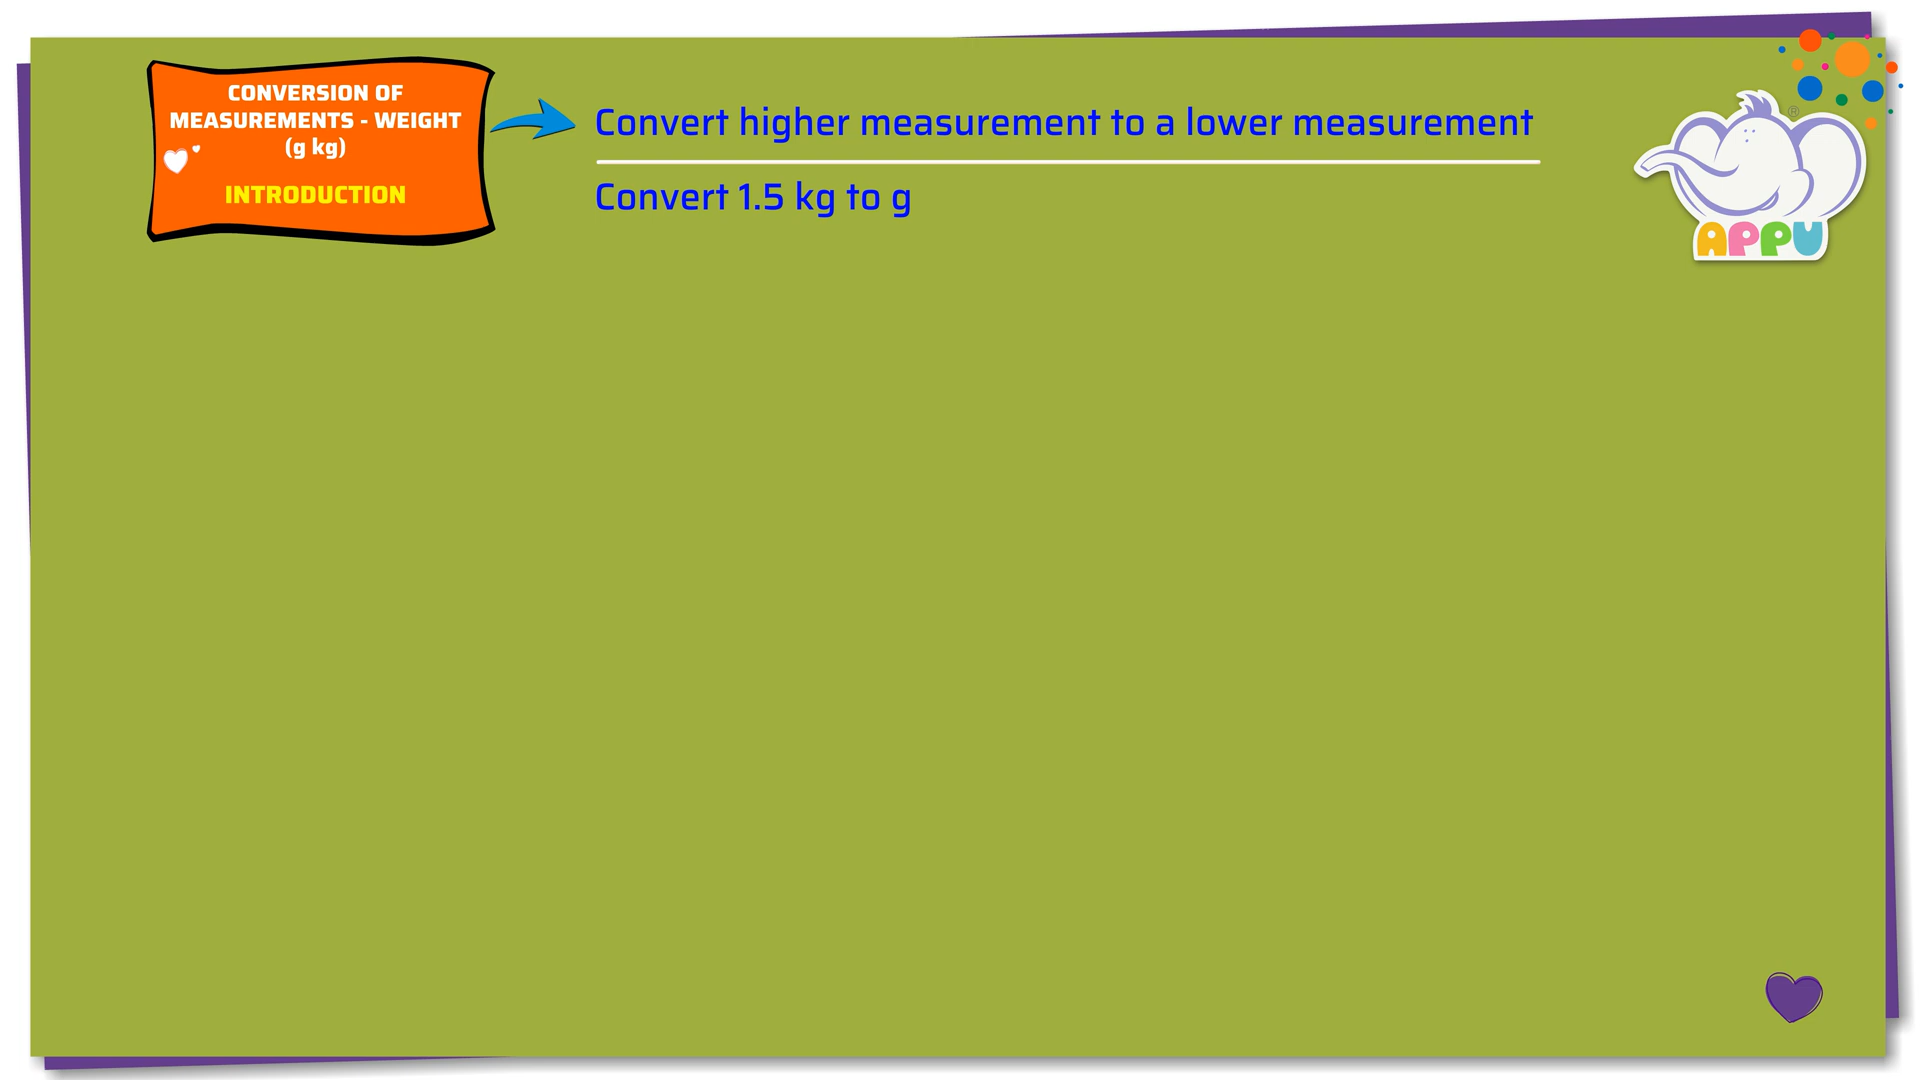 CONVERSION OF
MEASUREMENTS - WEIGHT
(g kg)
INTRODUCTION
Convert higher measurement to a lower measurement
Convert 1.5 kg to g
®
APPU